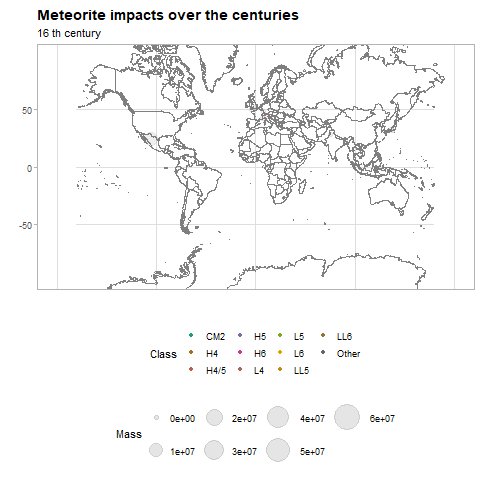 Meteorite impacts over the centuries
16 th century
50
0
-50
Class
CM2 H5 L5 LL6
H4 H6 L6 Other
H4/5 L4 LL5
Mass
0e+00 2e+07 4e+07 6e+07
1e+07 3e+07 5e+07